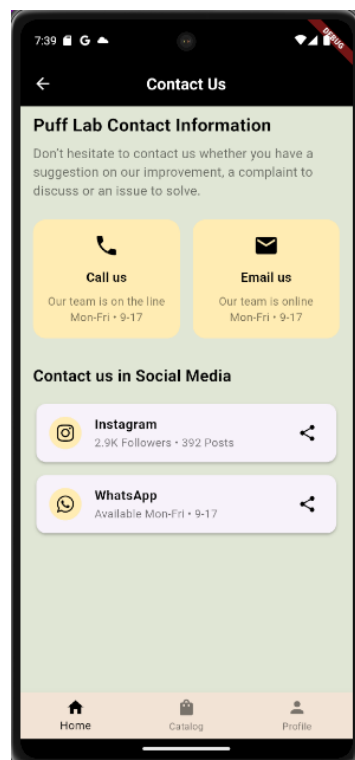 7:39 G
DEBUG
Contact Us
Puff Lab Contact Information
Don't hesitate to contact us whether you have a
suggestion on our improvement, a complaint to
discuss or an issue to solve.
Call us
Our team is on the line
Mon-Fri • 9-17
Email us
Our team is online
Mon-Fri • 9-17
Contact us in Social Media
Instagram
2.9K Followers • 392 Posts
WhatsApp
Available Mon-Fri • 9-17
Home
Catalog
Profile